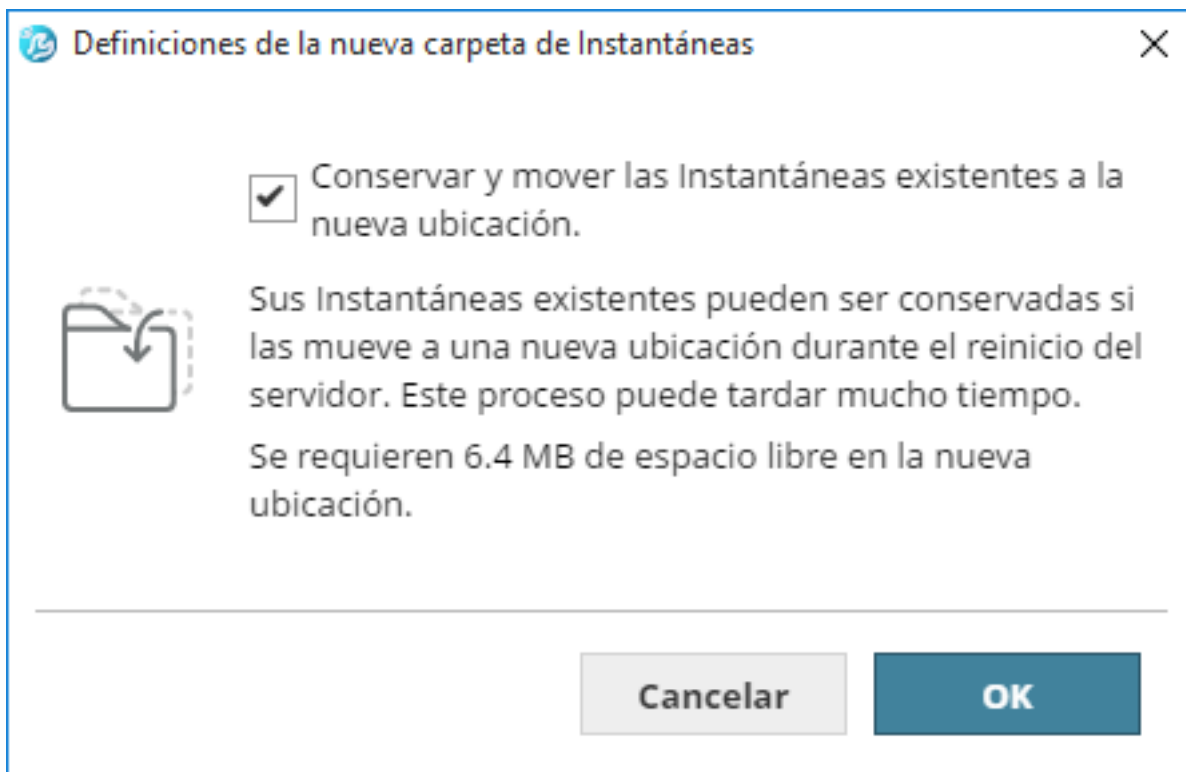 Definiciones de la nueva carpeta de Instantáneas
Conservar y mover las Instantáneas existentes a la
nueva ubicación.
Sus Instantáneas existentes pueden ser conservadas si
las mueve a una nueva ubicación durante el reinicio del
servidor. Este proceso puede tardar mucho tiempo.
Se requieren 6.4 MB de espacio libre en la nueva
ubicación.
Cancelar
OK